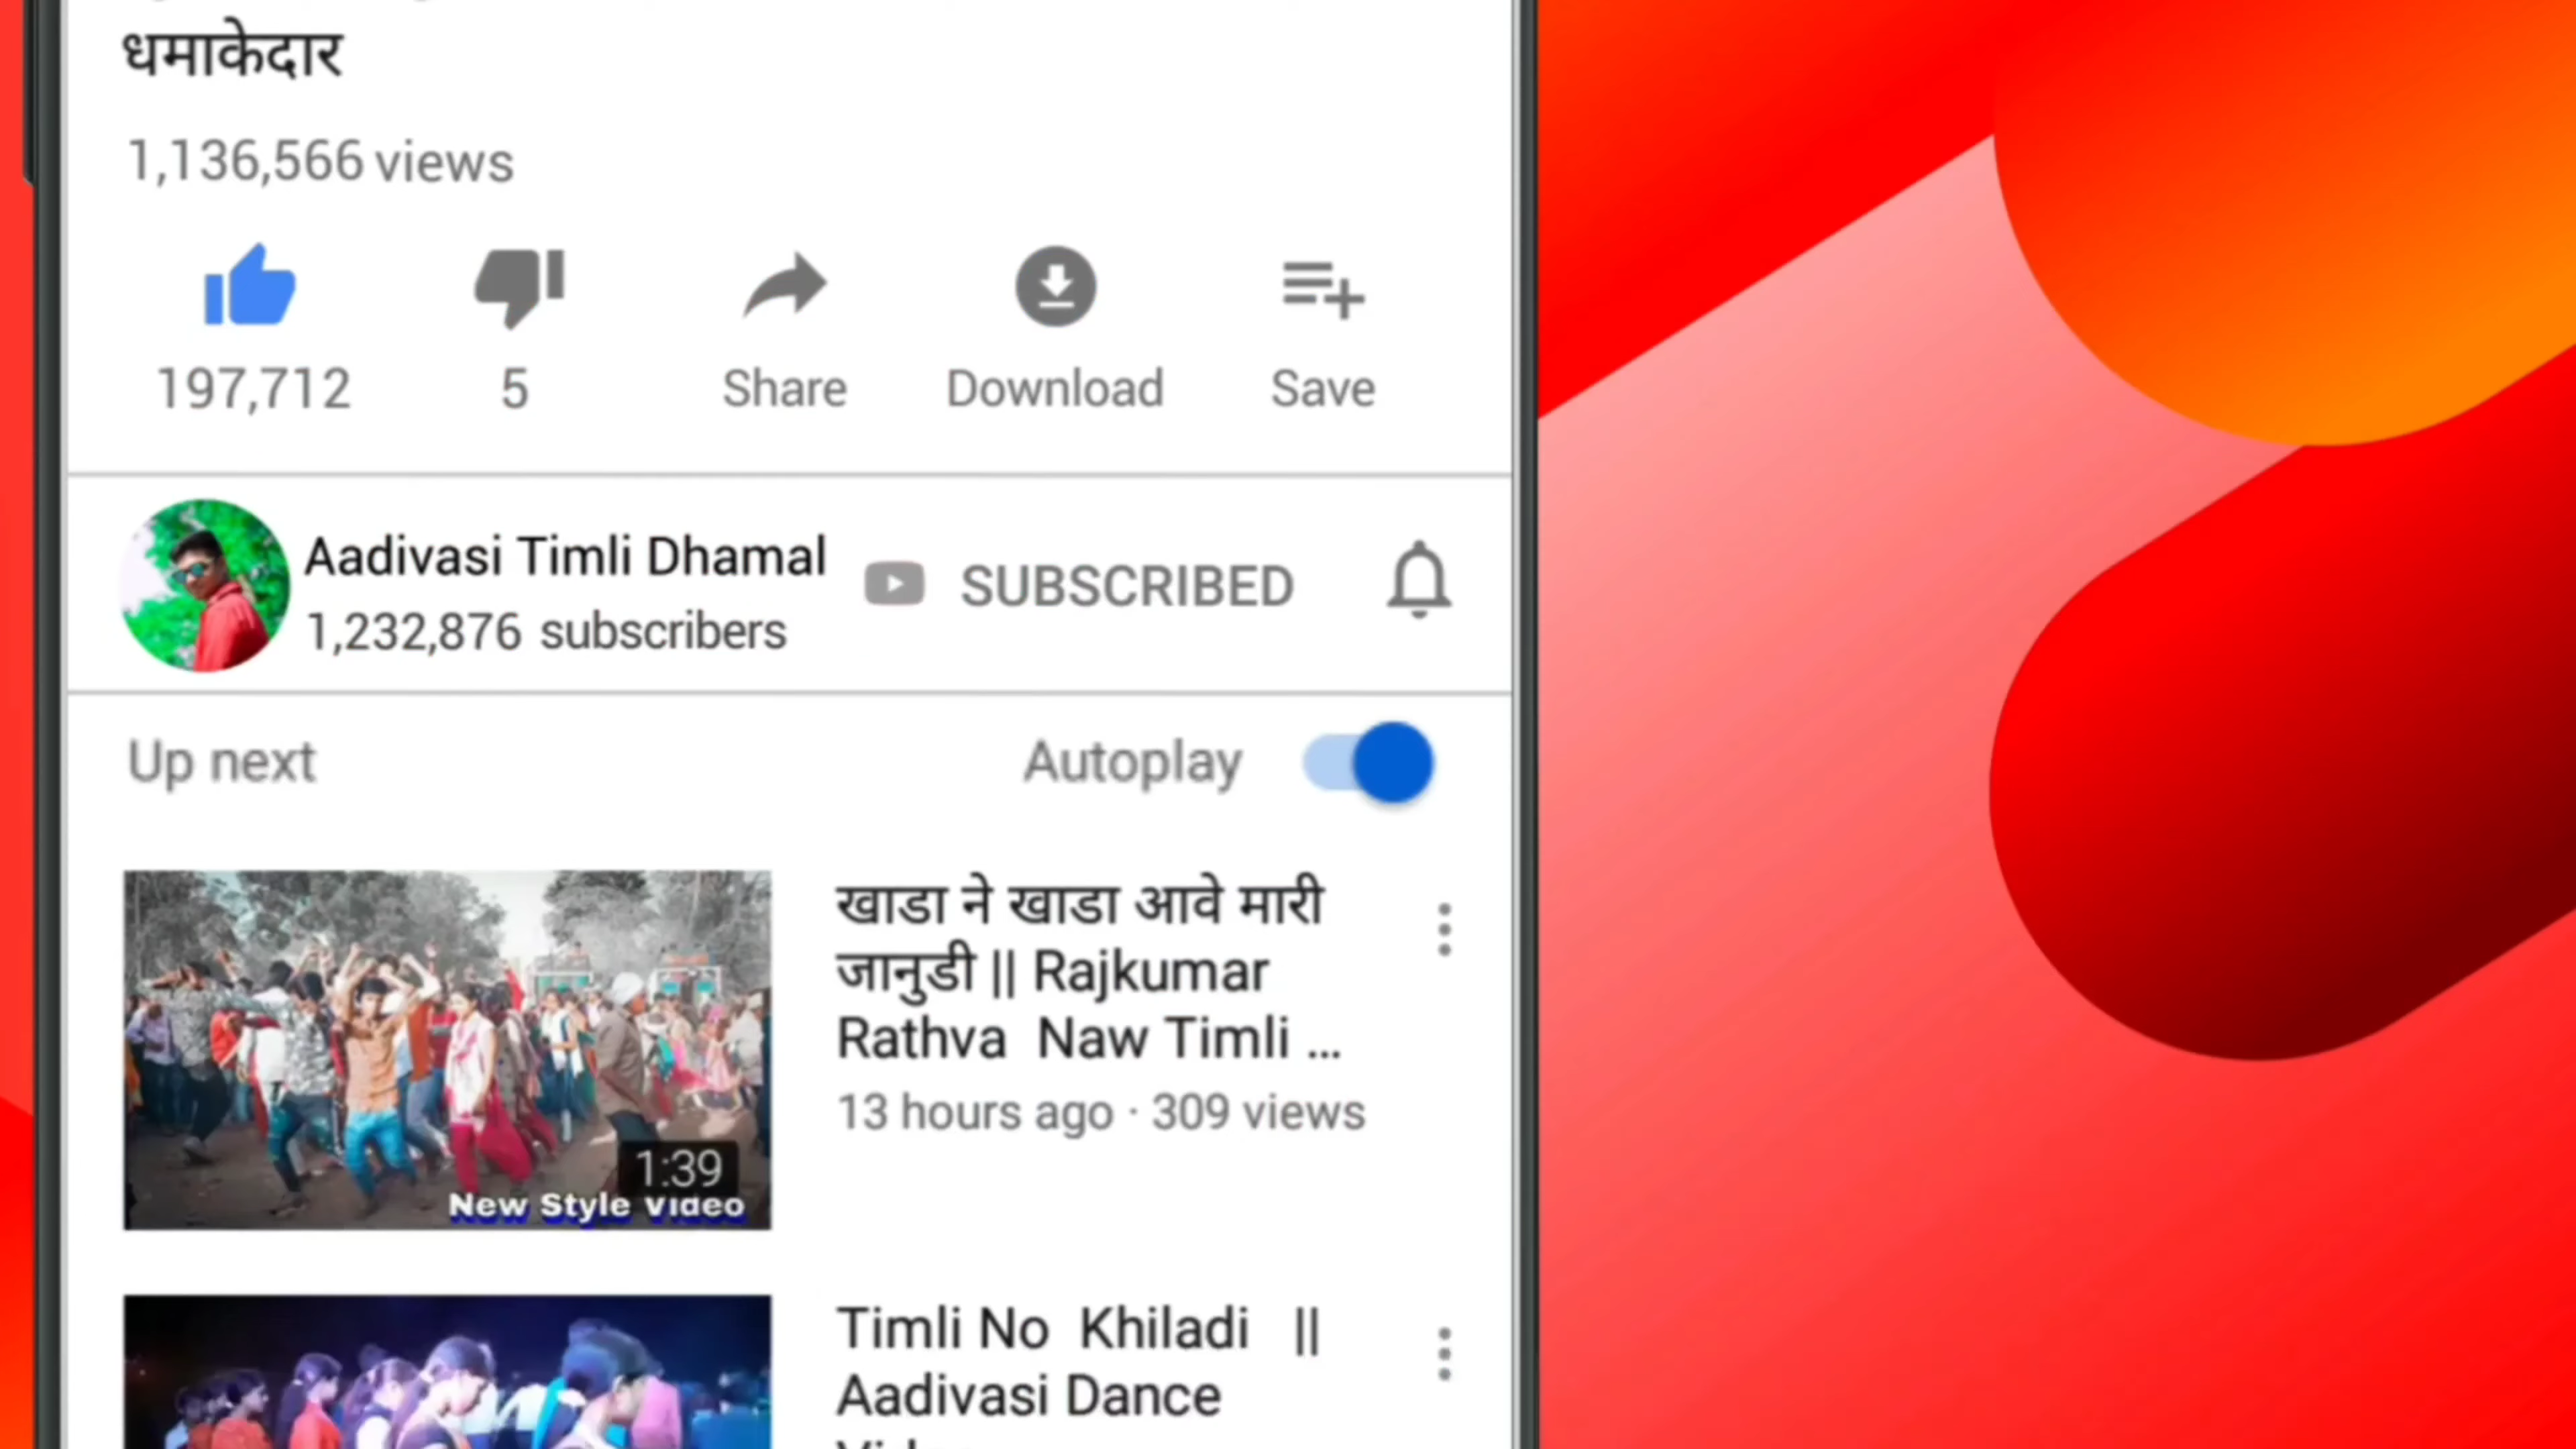 धमाकेदार
1,136,566 views
197,712
5
Share
Download
Save
Aadivasi Timli Dhamal
1,232,876 subscribers
SUBSCRIBED
Up next
Autoplay
खाडा ने खाडा आवे मारी
जानुडी || Rajkumar
Rathva Naw Timli ...
13 hours ago · 309 views
1:39
New Style Video
Timli No Khiladi ||
Aadivasi Dance